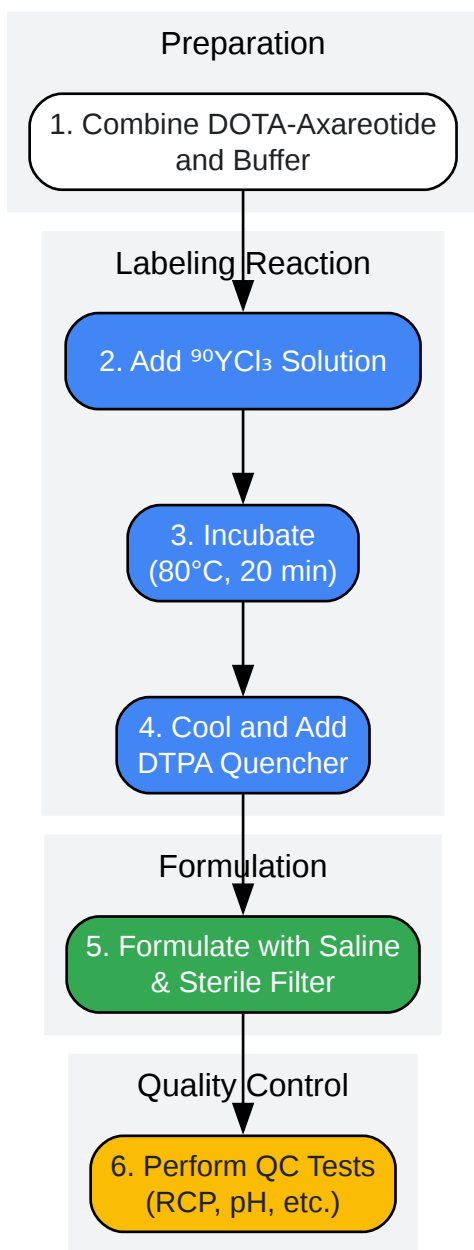 Preparation
1. Combine DOTA-Axareotide
and Buffer
Labeling Reaction
2. Add ⁹⁰YCl₃ Solution
3. Incubate
(80°C, 20 min)
4. Cool and Add
DTPA Quencher
Formulation
5. Formulate with Saline
& Sterile Filter
Quality Control
6. Perform QC Tests
(RCP, pH, etc.)